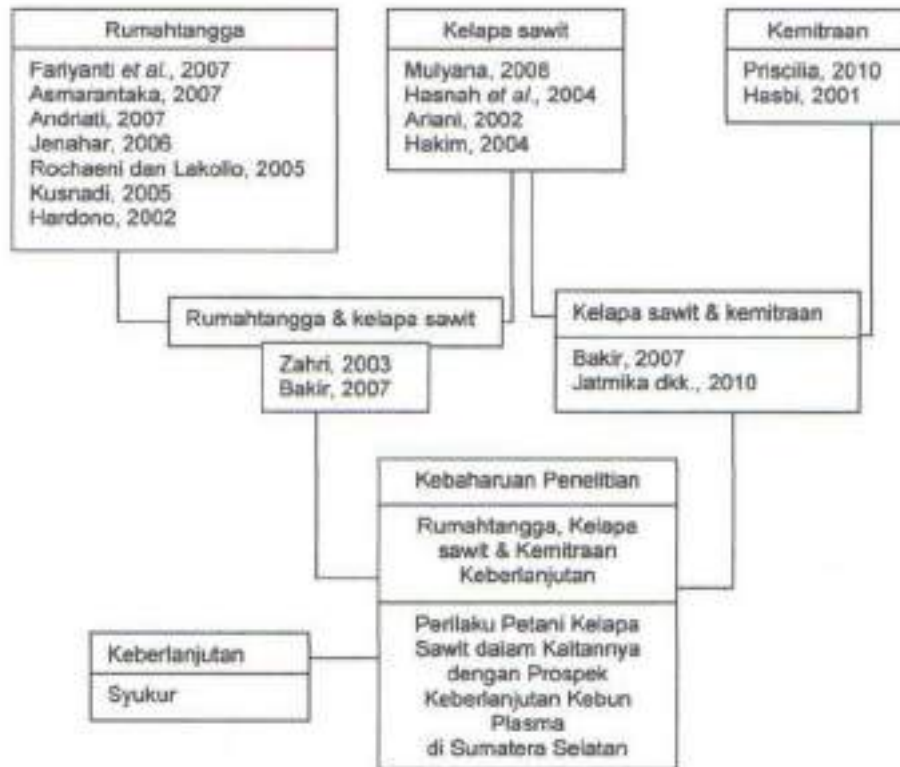 Rumahtangga
Fariyanti et al., 2007
Asmarantaka, 2007
Andriati, 2007
Jenahar, 2006
Rochaeni dan Lakollo, 2005
Kusnadi, 2005
Hardono, 2002
Kelapa sawit
Mulyana, 2008
Hasnah et al., 2004
Ariani, 2002
Hakim, 2004
Kemitraan
Priscilia, 2010
Hasbi, 2001
Rumahtangga & kelapa sawit
Zahri, 2003
Bakir, 2007
Kelapa sawit & kemitraan
Bakir, 2007
Jatmika dkk., 2010
Kebaharuan Penelitian
Rumahtangga, Kelapa
sawit & Kemitraan
Keberlanjutan
Perilaku Petani Kelapa
Sawit dalam Kaitannya
dengan Prospek
Keberlanjutan Kebun
Plasma
di Sumatera Selatan
Keberlanjutan
Syukur